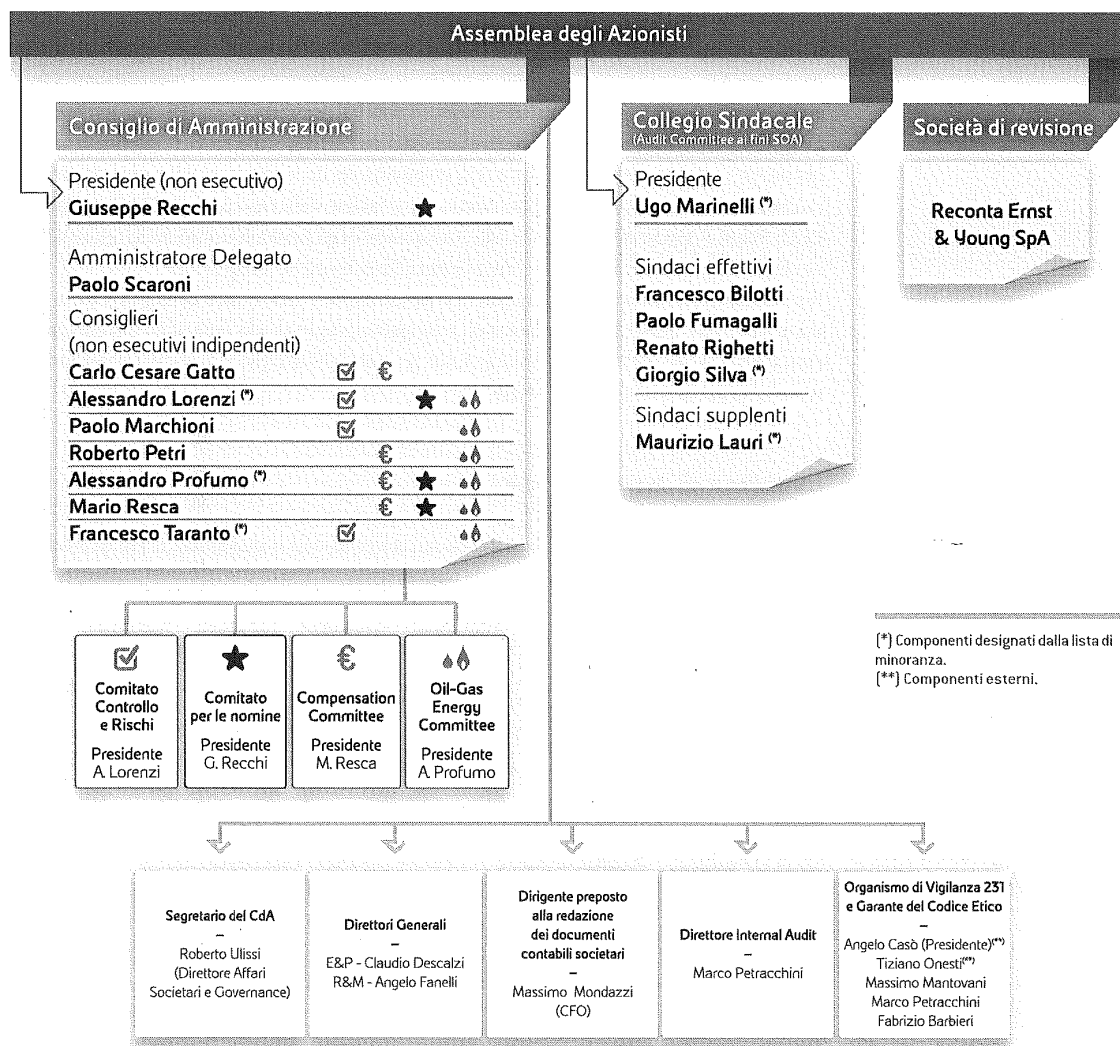 Assemblea degli Azionisti
Consiglio di Amministrazione
Presidente (non esecutivo)
Giuseppe Recchi
Amministratore Delegato
Paolo Scaroni
Consiglieri
(non esecutivi indipendenti)
Carlo Cesare Gatto €
Alessandro Lorenzi (*)
Paolo Marchioni
Roberto Petri €
Alessandro Profumo (*) €
Mario Resca €
Francesco Taranto (*)
Collegio Sindacale
(Audit Committee ai fini SOA)
Presidente
Ugo Marinelli (*)
Sindaci effettivi
Francesco Bilotti
Paolo Fumagalli
Renato Righetti
Giorgio Silva (*)
Sindaci supplenti
Maurizio Lauri (*)
Società di revisione
Reconta Ernst
& Young SpA
(*) Componenti designati dalla lista di
minoranza.
(**) Componenti esterni.
Comitato
Controllo
e Rischi
Presidente
A. Lorenzi
Comitato
per le nomine
Presidente
G. Recchi
€
Compensation
Committee
Presidente
M. Resca
Oil-Gas
Energy
Committee
Presidente
A. Profumo
Segretario del CdA
–
Roberto Ulissi
(Direttore Affari
Societari e Governance)
Direttori Generali
–
E&P - Claudio Descalzi
R&M - Angelo Fanelli
Dirigente preposto
alla redazione
dei documenti
contabili societari
–
Massimo Mondazzi
(CFO)
Direttore Internal Audit
–
Marco Petracchini
Organismo di Vigilanza 231
e Garante del Codice Etico
–
Angelo Casò (Presidente)(**)
Tiziano Onesti(**)
Massimo Mantovani
Marco Petracchini
Fabrizio Barbieri